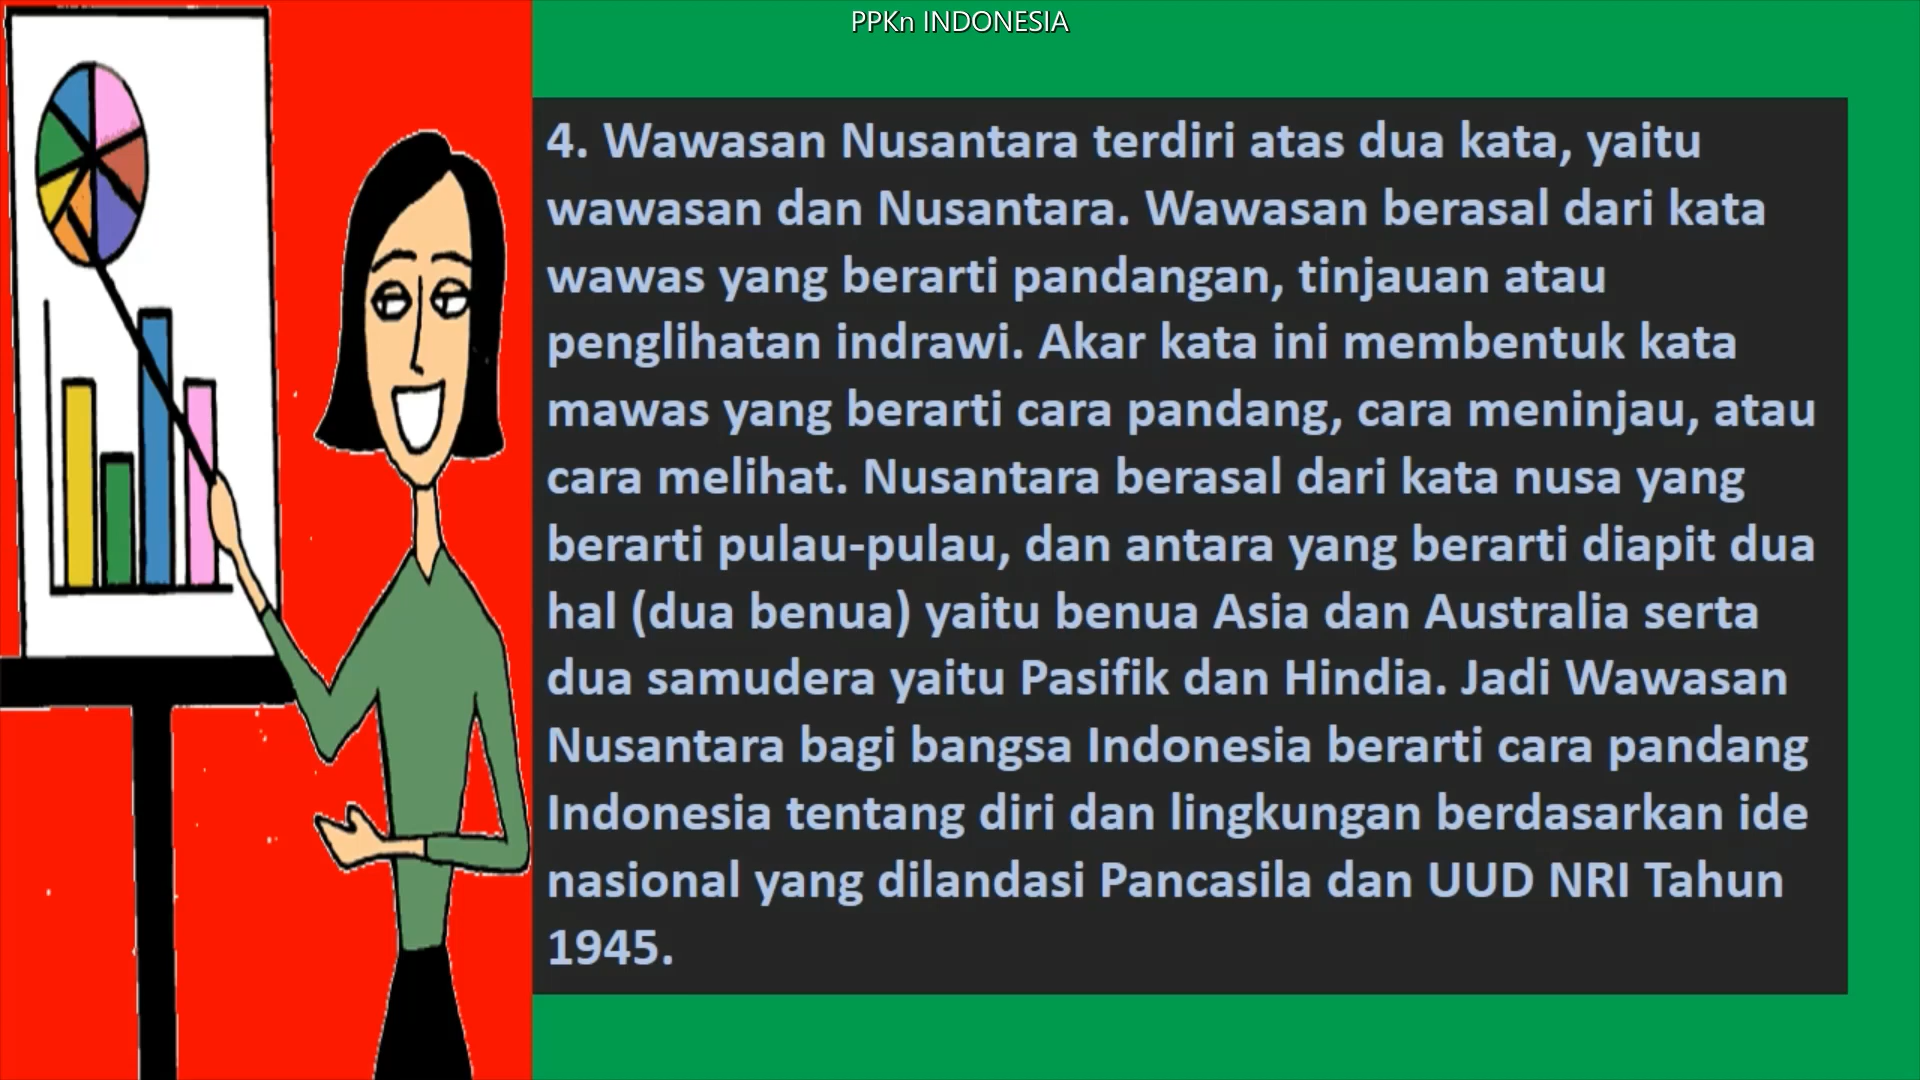 PPKn INDONESIA
4. Wawasan Nusantara terdiri atas dua kata, yaitu
wawasan dan Nusantara. Wawasan berasal dari kata
wawas yang berarti pandangan, tinjauan atau
penglihatan indrawi. Akar kata ini membentuk kata
mawas yang berarti cara pandang, cara meninjau, atau
cara melihat. Nusantara berasal dari kata nusa yang
berarti pulau-pulau, dan antara yang berarti diapit dua
hal (dua benua) yaitu benua Asia dan Australia serta
dua samudera yaitu Pasifik dan Hindia. Jadi Wawasan
Nusantara bagi bangsa Indonesia berarti cara pandang
Indonesia tentang diri dan lingkungan berdasarkan ide
nasional yang dilandasi Pancasila dan UUD NRI Tahun
1945.